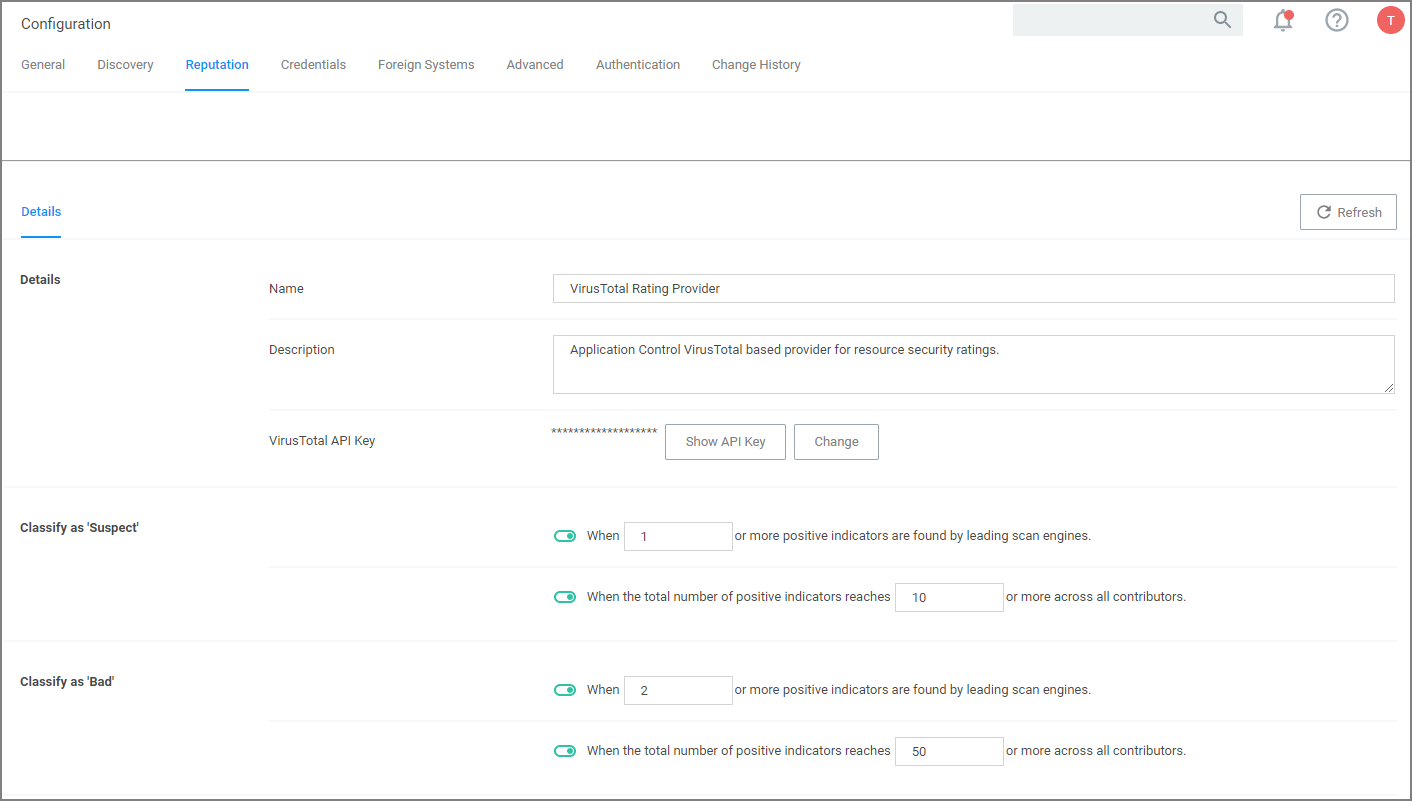 Configuration
T
General Discovery Reputation Credentials Foreign Systems Advanced Authentication Change History
Details
Refresh
Details
Name
VirusTotal Rating Provider
Description
Application Control VirusTotal based provider for resource security ratings.
VirusTotal API Key
******************* Show API Key Change
Classify as 'Suspect'
When 1 or more positive indicators are found by leading scan engines.
When the total number of positive indicators reaches 10 or more across all contributors.
Classify as 'Bad'
When 2 or more positive indicators are found by leading scan engines.
When the total number of positive indicators reaches 50 or more across all contributors.